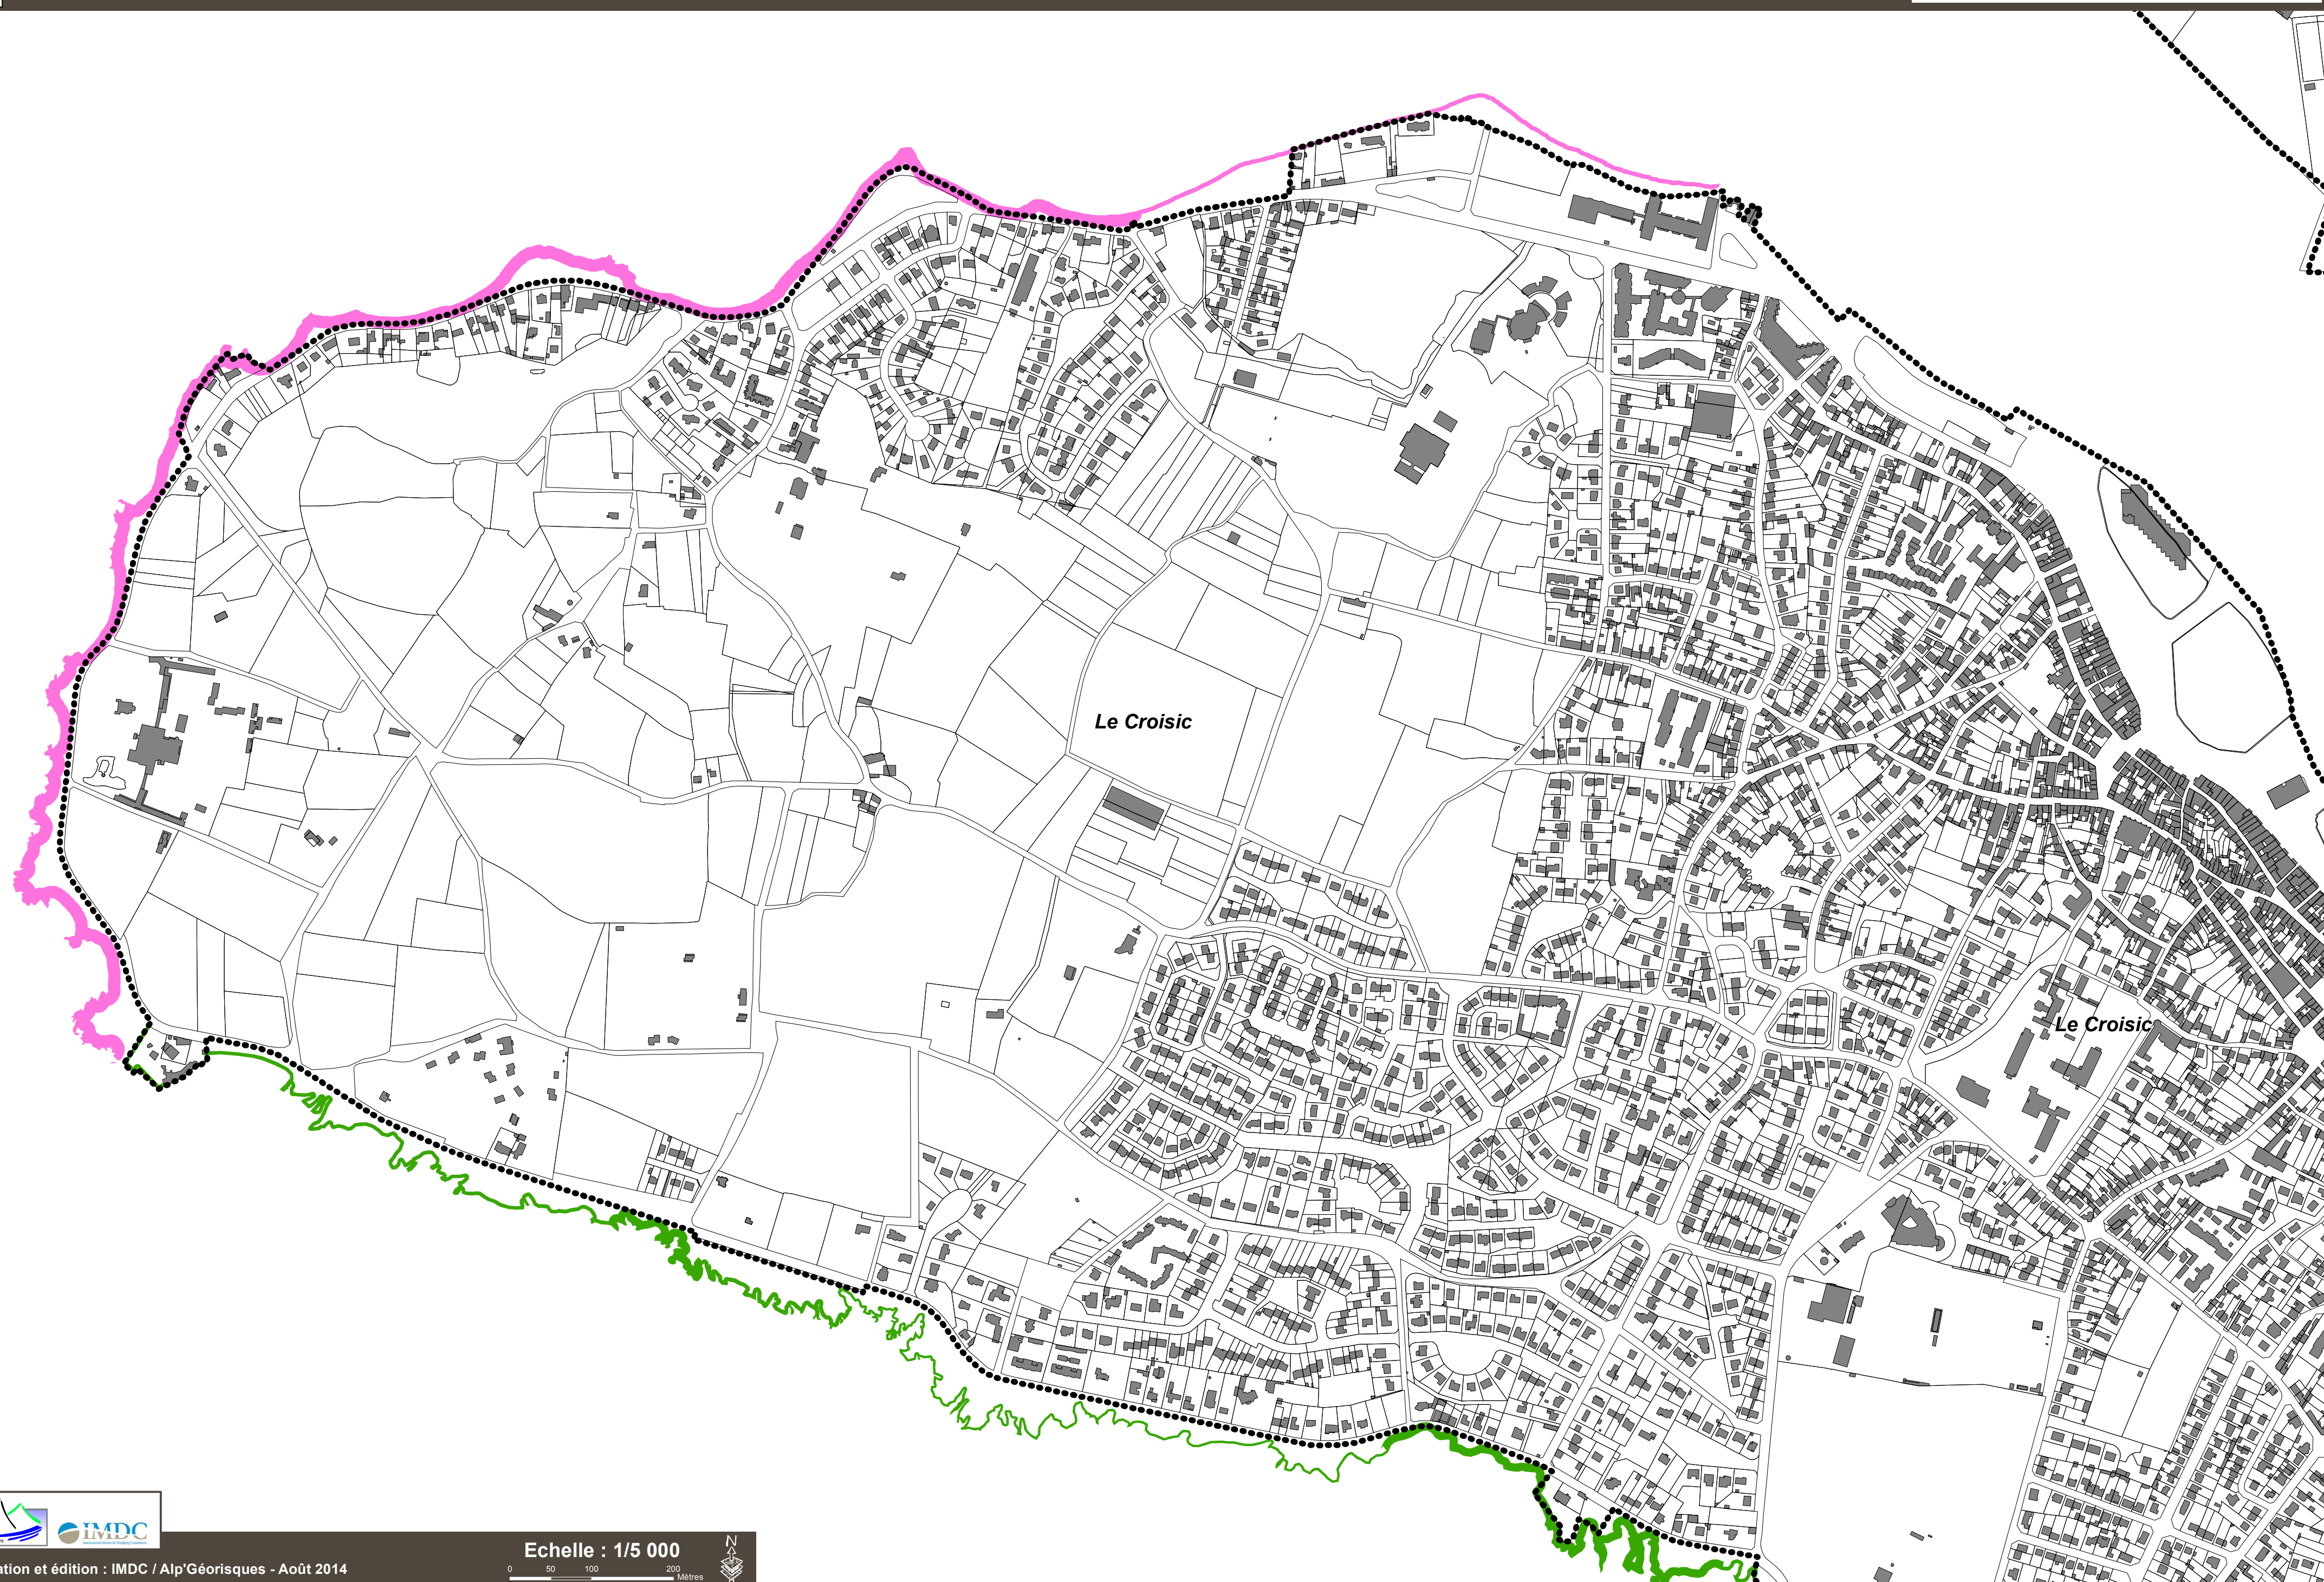 Le Croisic
Le Croisic
IMDC
ation et édition : IMDC / Alp'Géorisques - Août 2014
Echelle : 1/5 000
N
0 50 100 200
Mètres